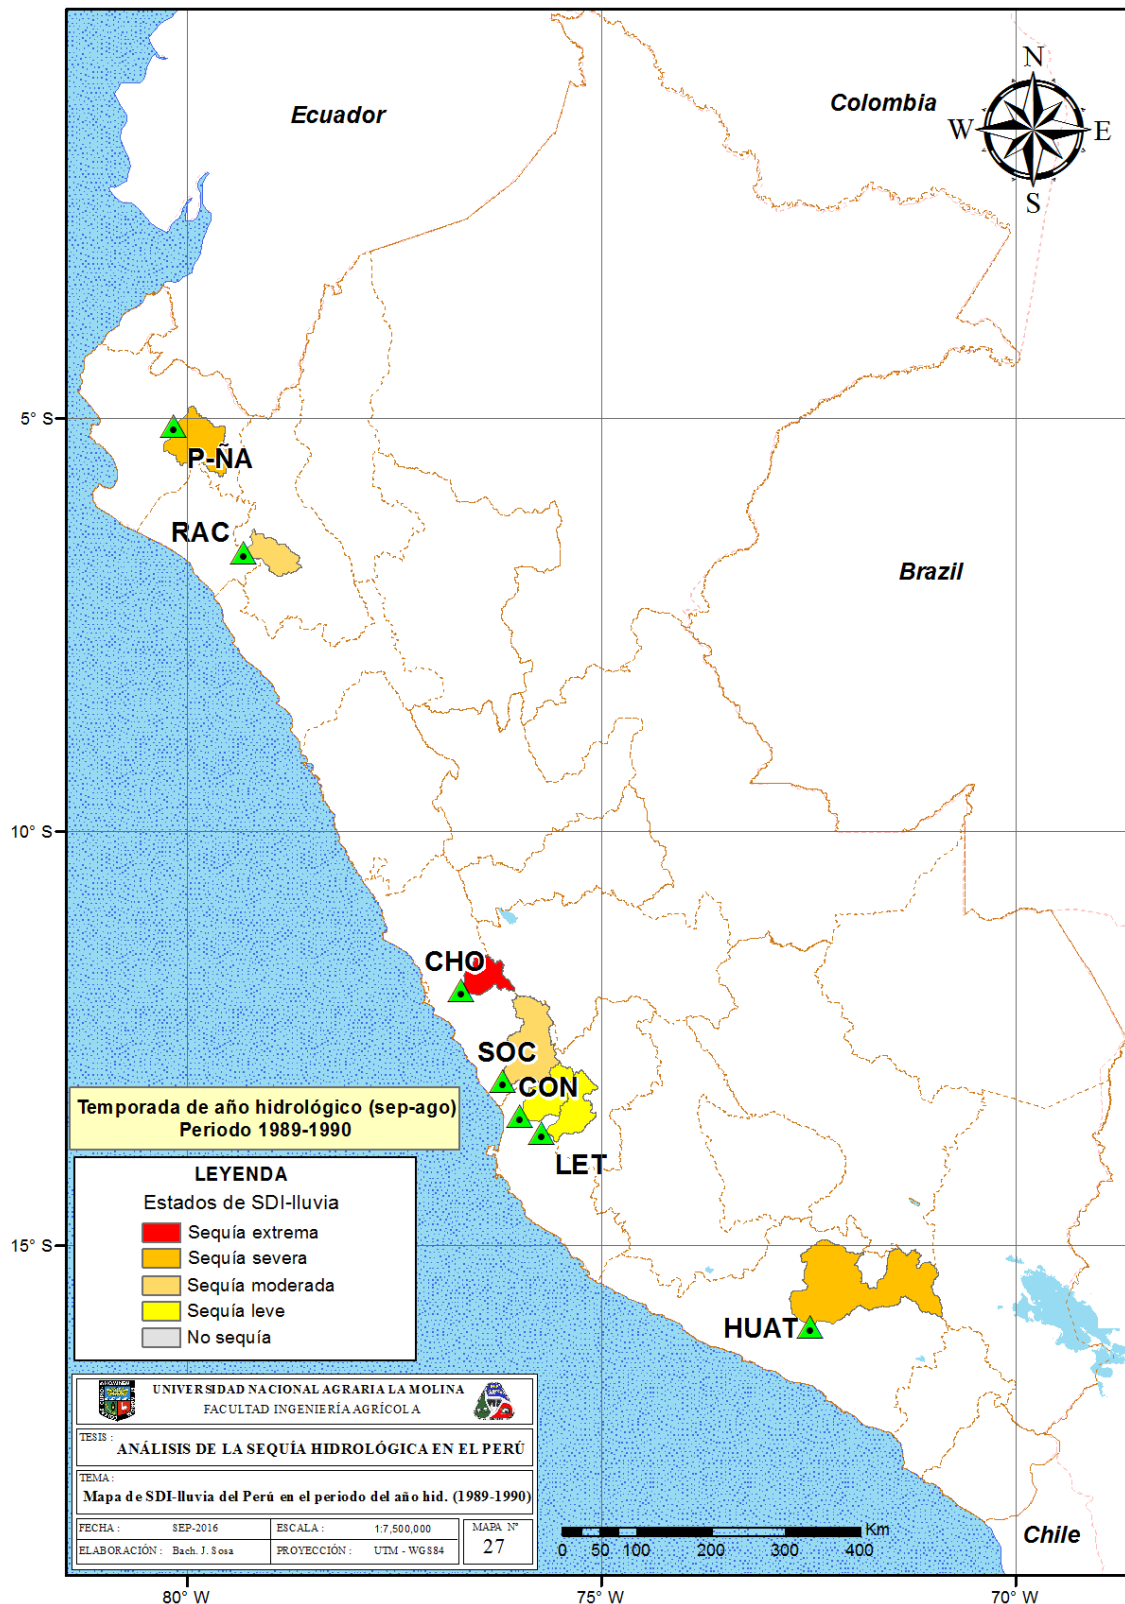 Ecuador
Colombia
N
W
E
S
5° S
P-ÑA
RAC
Brazil
10° S
CHO
SOC
CON
LET
Temporada de año hidrológico (sep-ago)
Periodo 1989-1990
LEYENDA
Estados de SDI-lluvia
Sequía extrema
Sequía severa
Sequía moderada
Sequía leve
No sequía
15° S
HUAT
UNIVERSIDAD NACIONAL AGRARIA LA MOLINA
FACULTAD INGENIERÍA AGRÍCOLA
TESIS :
ANÁLISIS DE LA SEQUÍA HIDROLÓGICA EN EL PERÚ
TEMA :
Mapa de SDI-lluvia del Perú en el periodo del año hid. (1989-1990)
FECHA : SEP-2016 ESCALA : 1:7,500,000 MAPA N°
ELABORACIÓN : Bach. J. Sosa PROYECCIÓN : UTM - WGS84 27
Km
0 50 100 200 300 400
Chile
80° W 75° W 70° W